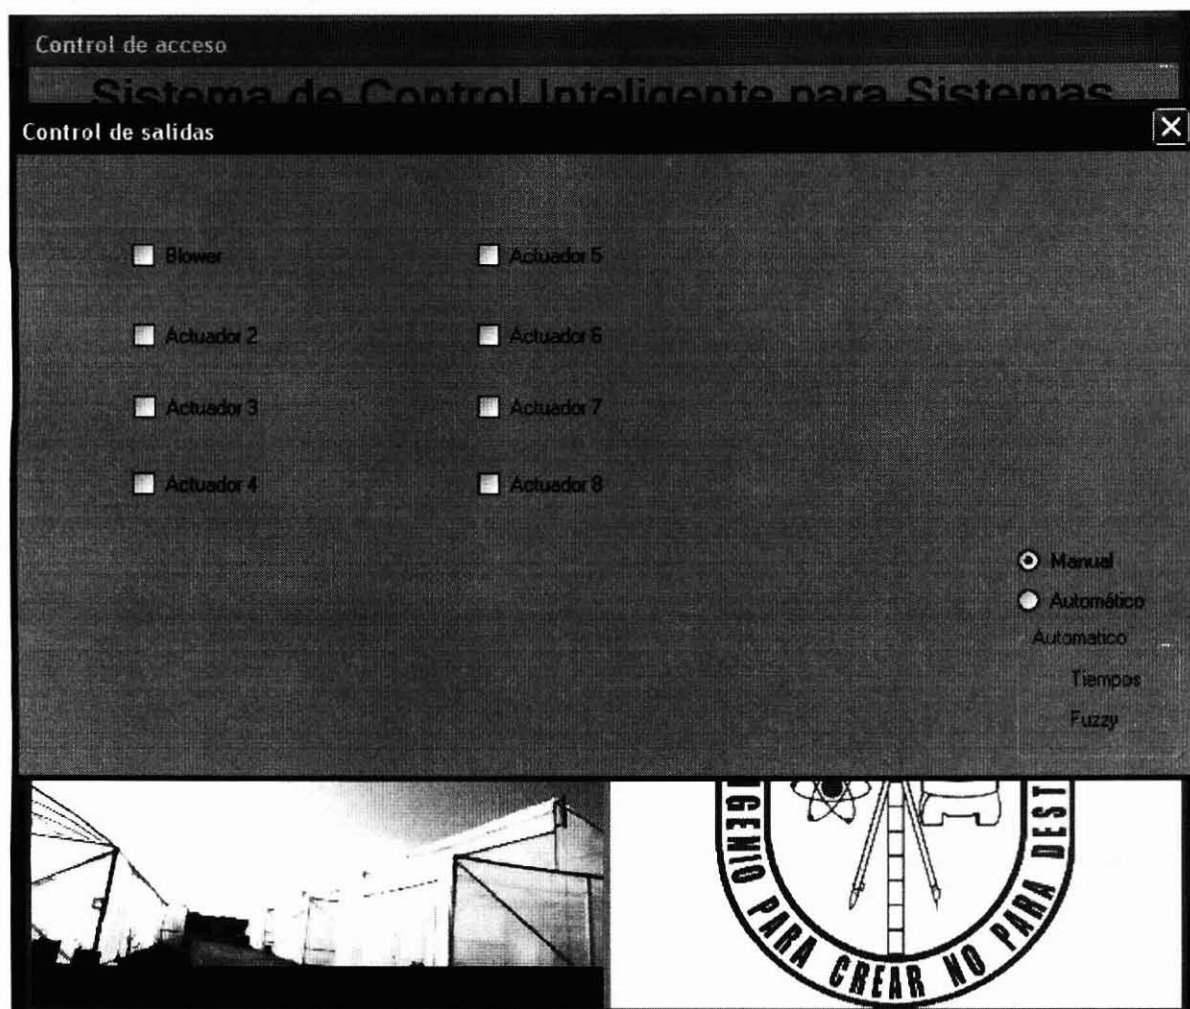 Control de acceso
Sistema de Control Inteligente para Sistemas
Control de salidas
Blower
Actuador 2
Actuador 3
Actuador 4
Actuador 5
Actuador 6
Actuador 7
Actuador 8
Manual
Automático
Automatico
Tiempos
Fuzzy
GENIO PARA CREAR NO PARA DEST